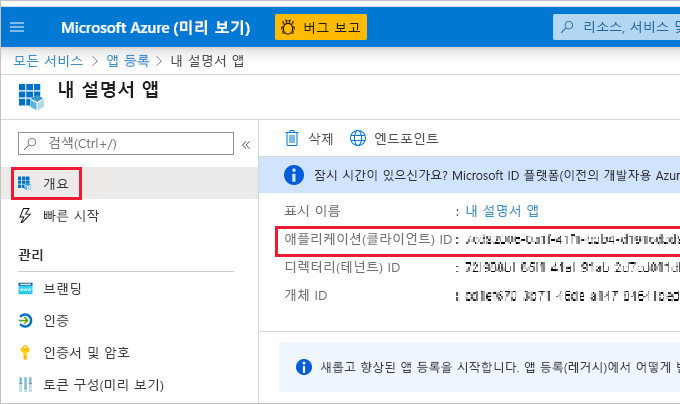 Microsoft Azure (미리 보기)
버그 보고
리소스, 서비스 및
모든 서비스 > 앱 등록 > 내 설명서 앱
내 설명서 앱
검색(Ctrl+/)
«
개요
빠른 시작
관리
브랜딩
인증
인증서 및 암호
토큰 구성(미리 보기)
삭제
엔드포인트
잠시 시간이 있으신가요? Microsoft ID 플랫폼(이전의 개발자용 Azur
표시 이름 : 내 설명서 앱
애플리케이션(클라이언트) ID :
디렉터리(테넌트) ID :
개체 ID :
새롭고 향상된 앱 등록을 시작합니다. 앱 등록(레거시)에서 어떻게